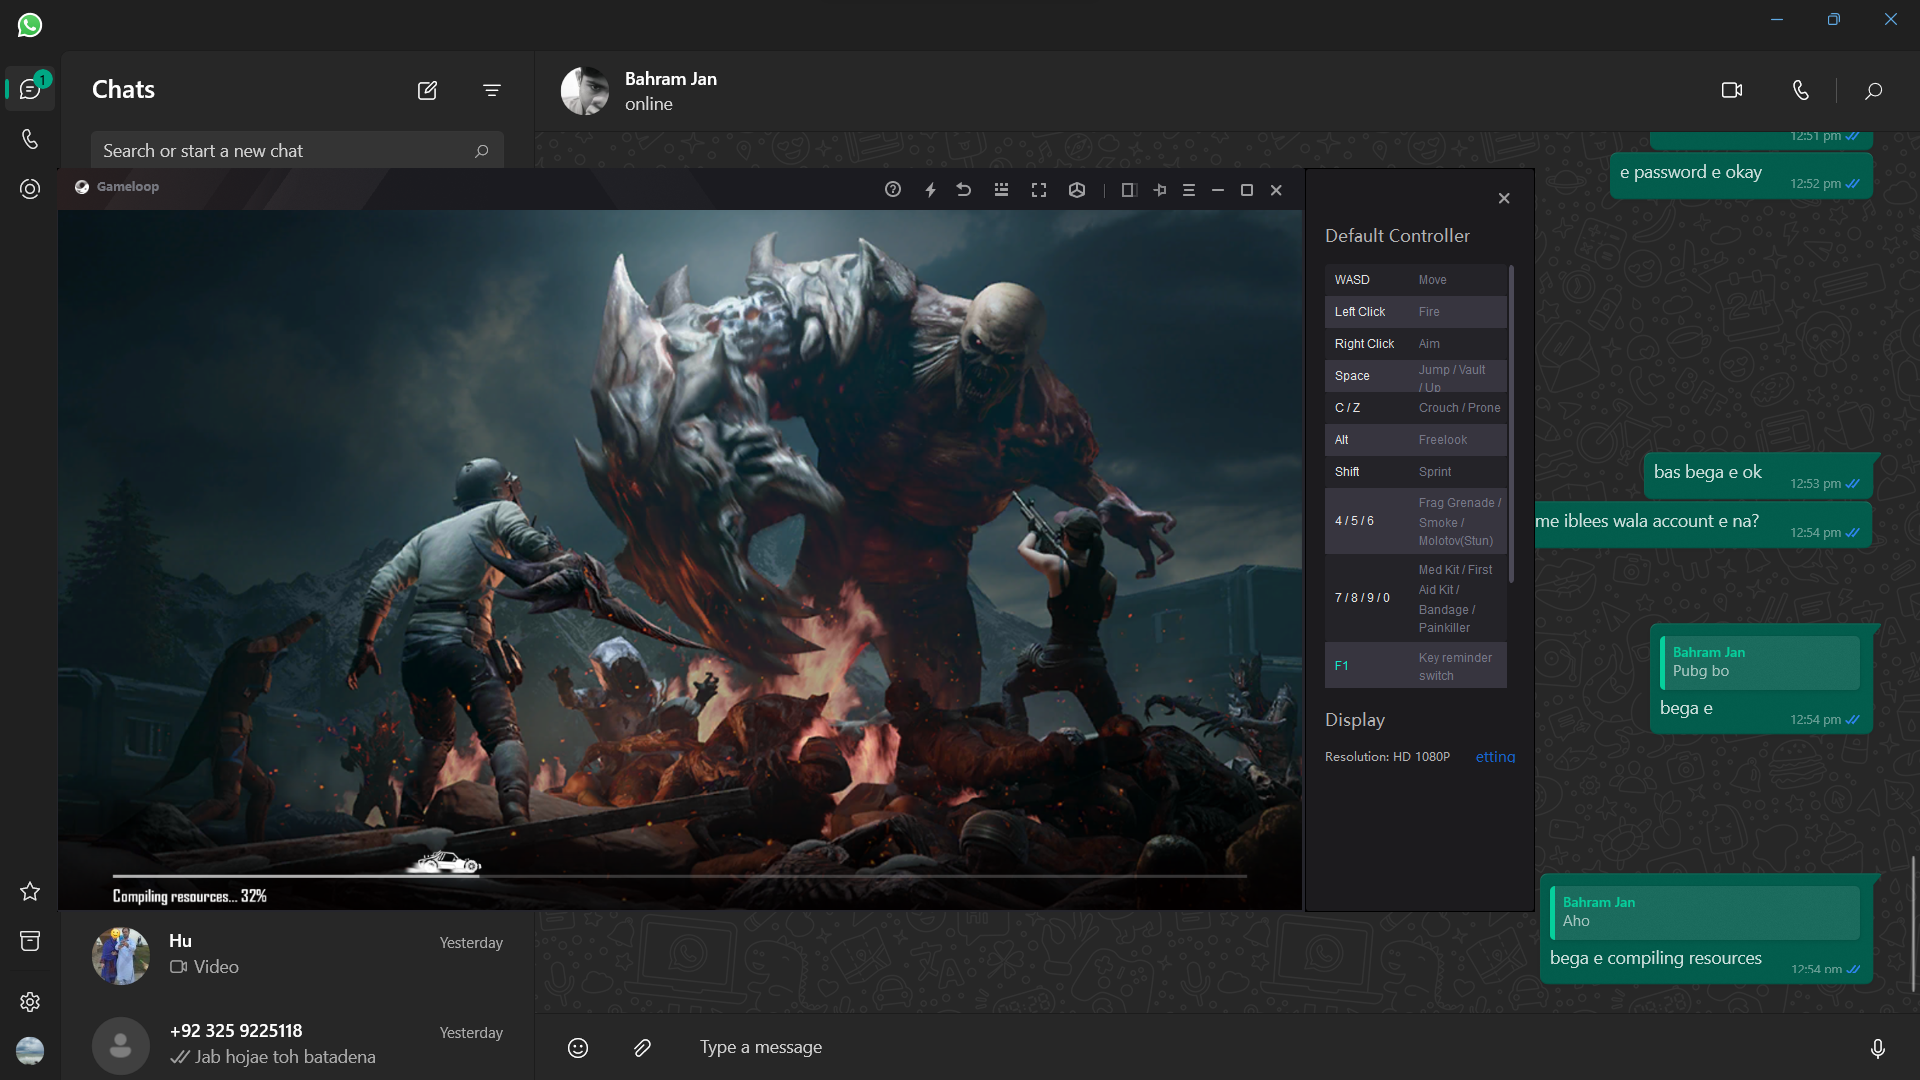 1
Chats
Search or start a new chat
Bahram Jan
online
12:51 pm
e password e okay
12:52 pm
Gameloop
Default Controller
WASD Move
Left Click Fire
Right Click Aim
Space Jump / Vault
/ Up
C / Z Crouch / Prone
Alt Freelook
Shift Sprint
4 / 5 / 6 Frag Grenade /
Smoke /
Molotov(Stun)
7 / 8 / 9 / 0 Med Kit / First
Aid Kit /
Bandage /
Painkiller
F1 Key reminder
switch
Display
Resolution: HD 1080P etting
Compiling resources... 32%
bas bega e ok
12:53 pm
me iblees wala account e na?
12:54 pm
Bahram Jan
Pubg bo
bega e
12:54 pm
Bahram Jan
Aho
bega e compiling resources
12:54 pm
Hu
Yesterday
Video
+92 325 9225118
Yesterday
Jab hojae toh batadena
Type a message